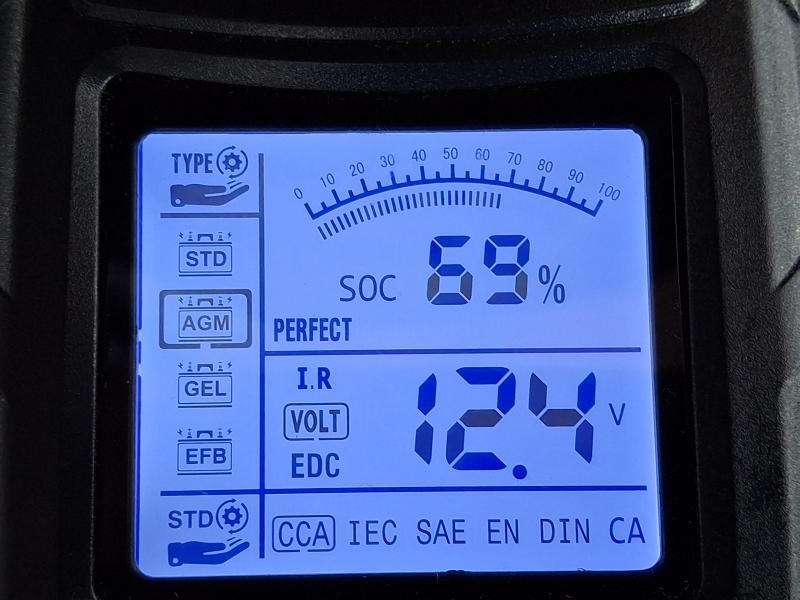 TYPE
STD
AGM
GEL
EFB
STD
0 10 20 30 40 50 60 70 80 90 100
SOC 69%
PERFECT
I.R
VOLT
EDC
12.4 V
CCA IEC SAE EN DIN CA